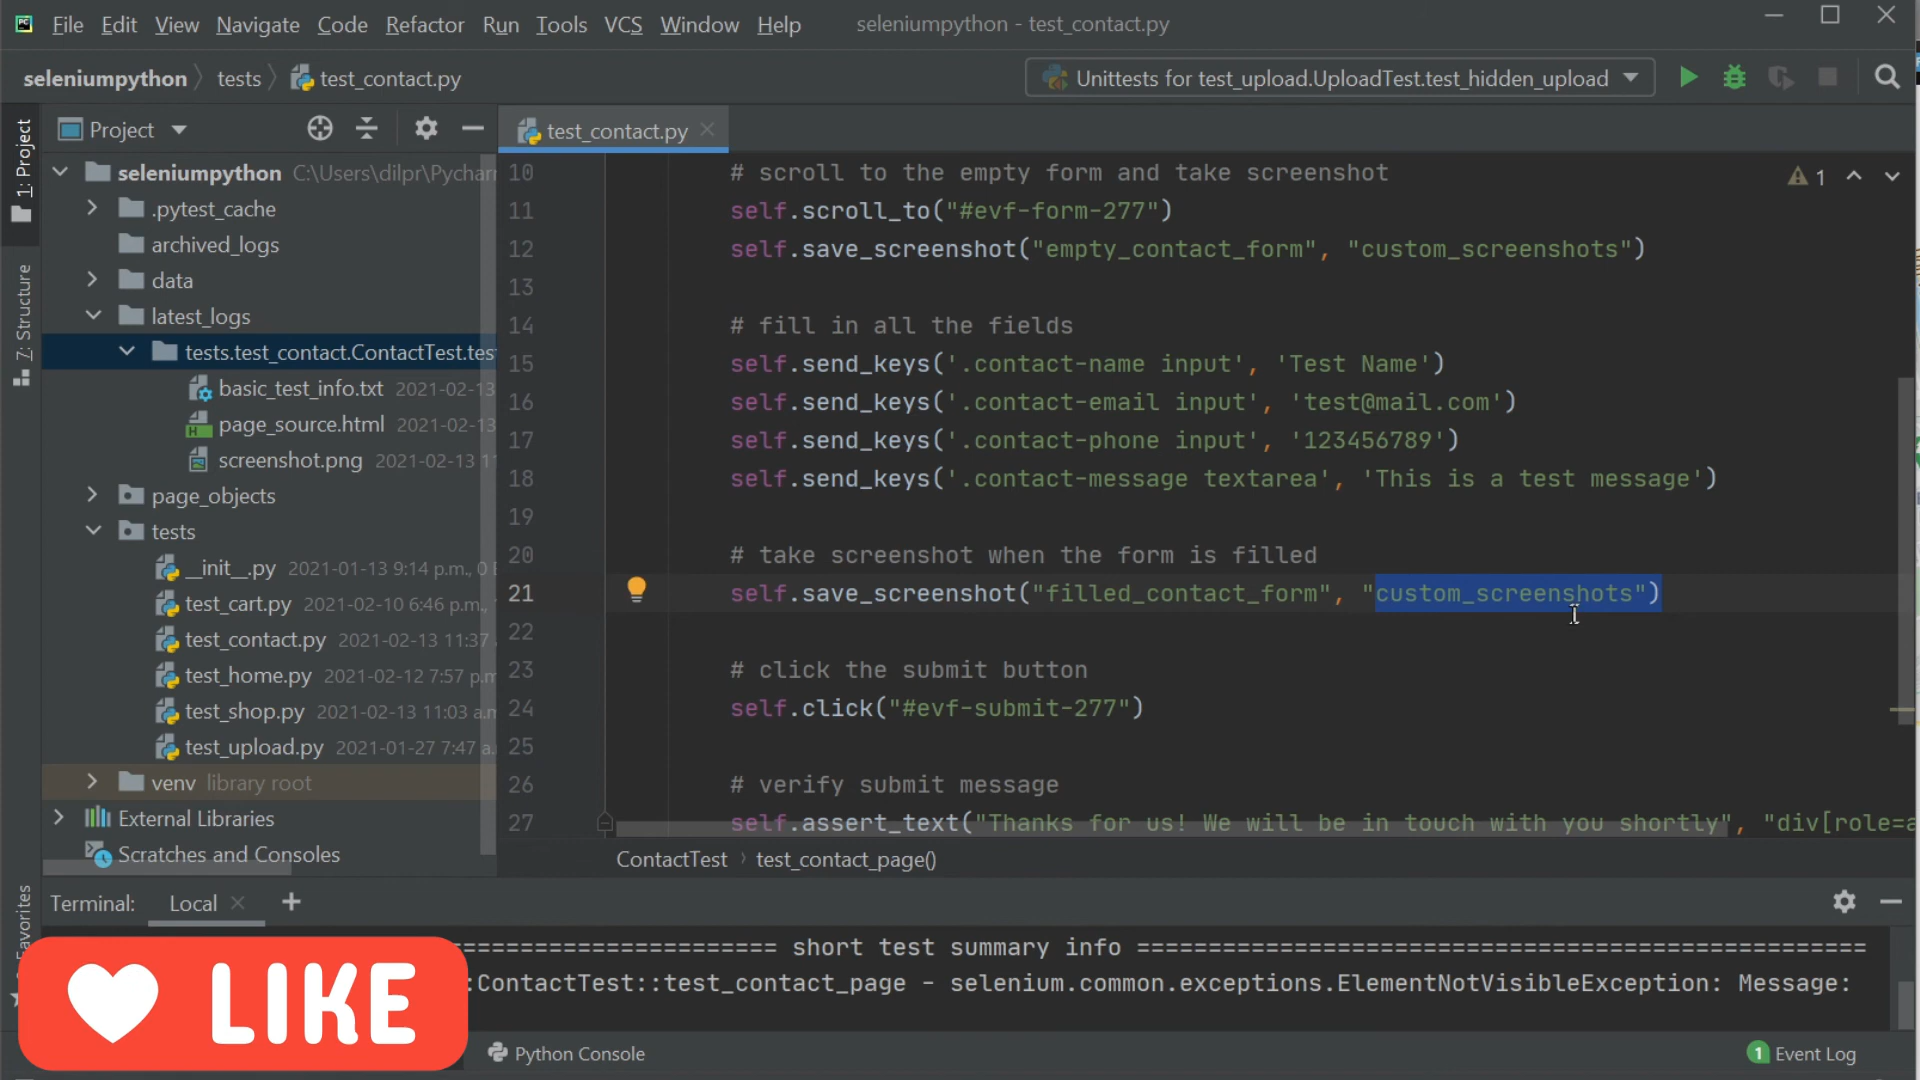 File Edit View Navigate Code Refactor Run Tools VCS Window Help seleniumpython - test_contact.py
seleniumpython tests test_contact.py Unittests for test_upload.UploadTest.test_hidden_upload
1: Project
Z: Structure
Favorites
Project
seleniumpython C:\Users\dilpr\Pycharm
.pytest_cache
archived_logs
data
latest_logs
tests.test_contact.ContactTest.tes
basic_test_info.txt 2021-02-13
page_source.html 2021-02-13
screenshot.png 2021-02-13 11
page_objects
tests
__init__.py 2021-01-13 9:14 p.m., 0 B
test_cart.py 2021-02-10 6:46 p.m.,
test_contact.py 2021-02-13 11:37
test_home.py 2021-02-12 7:57 p.m
test_shop.py 2021-02-13 11:03 a.m
test_upload.py 2021-01-27 7:47 a.
venv library root
External Libraries
Scratches and Consoles
test_contact.py
1
10 # scroll to the empty form and take screenshot
11 self.scroll_to("#evf-form-277")
12 self.save_screenshot("empty_contact_form", "custom_screenshots")
13
14 # fill in all the fields
15 self.send_keys('.contact-name input', 'Test Name')
16 self.send_keys('.contact-email input', 'test@mail.com')
17 self.send_keys('.contact-phone input', '123456789')
18 self.send_keys('.contact-message textarea', 'This is a test message')
19
20 # take screenshot when the form is filled
21 self.save_screenshot("filled_contact_form", "custom_screenshots")
22
23 # click the submit button
24 self.click("#evf-submit-277")
25
26 # verify submit message
27 self.assert_text("Thanks for us! We will be in touch with you shortly", "div[role=a
ContactTest test_contact_page()
Terminal: Local
======================= short test summary info ===================================================
:ContactTest::test_contact_page - selenium.common.exceptions.ElementNotVisibleException: Message:
LIKE
Python Console
1 Event Log